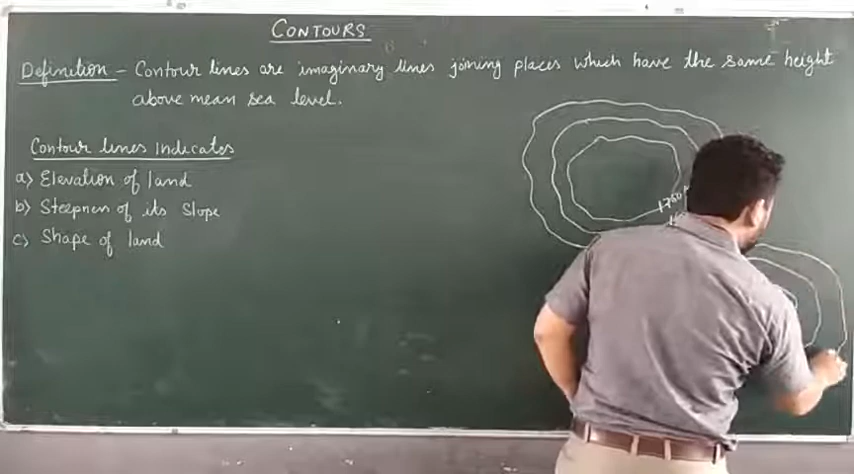 CONTOURS
Definition - Contour lines are imaginary lines joining places which have the same height
above mean sea level.
Contour lines Indicates
a) Elevation of land
b) Steepness of its Slope
c) Shape of land